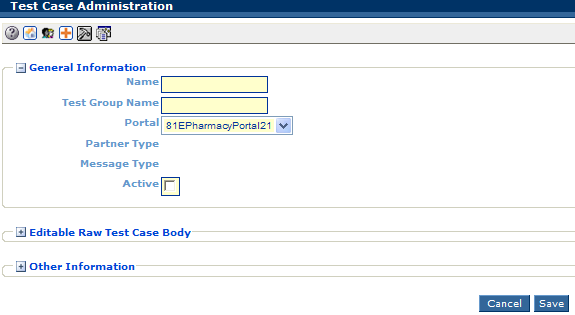 Test Case Administration
General Information
Name
Test Group Name
Portal 81EPharmacyPortal21
Partner Type
Message Type
Active
Editable Raw Test Case Body
Other Information
Cancel Save